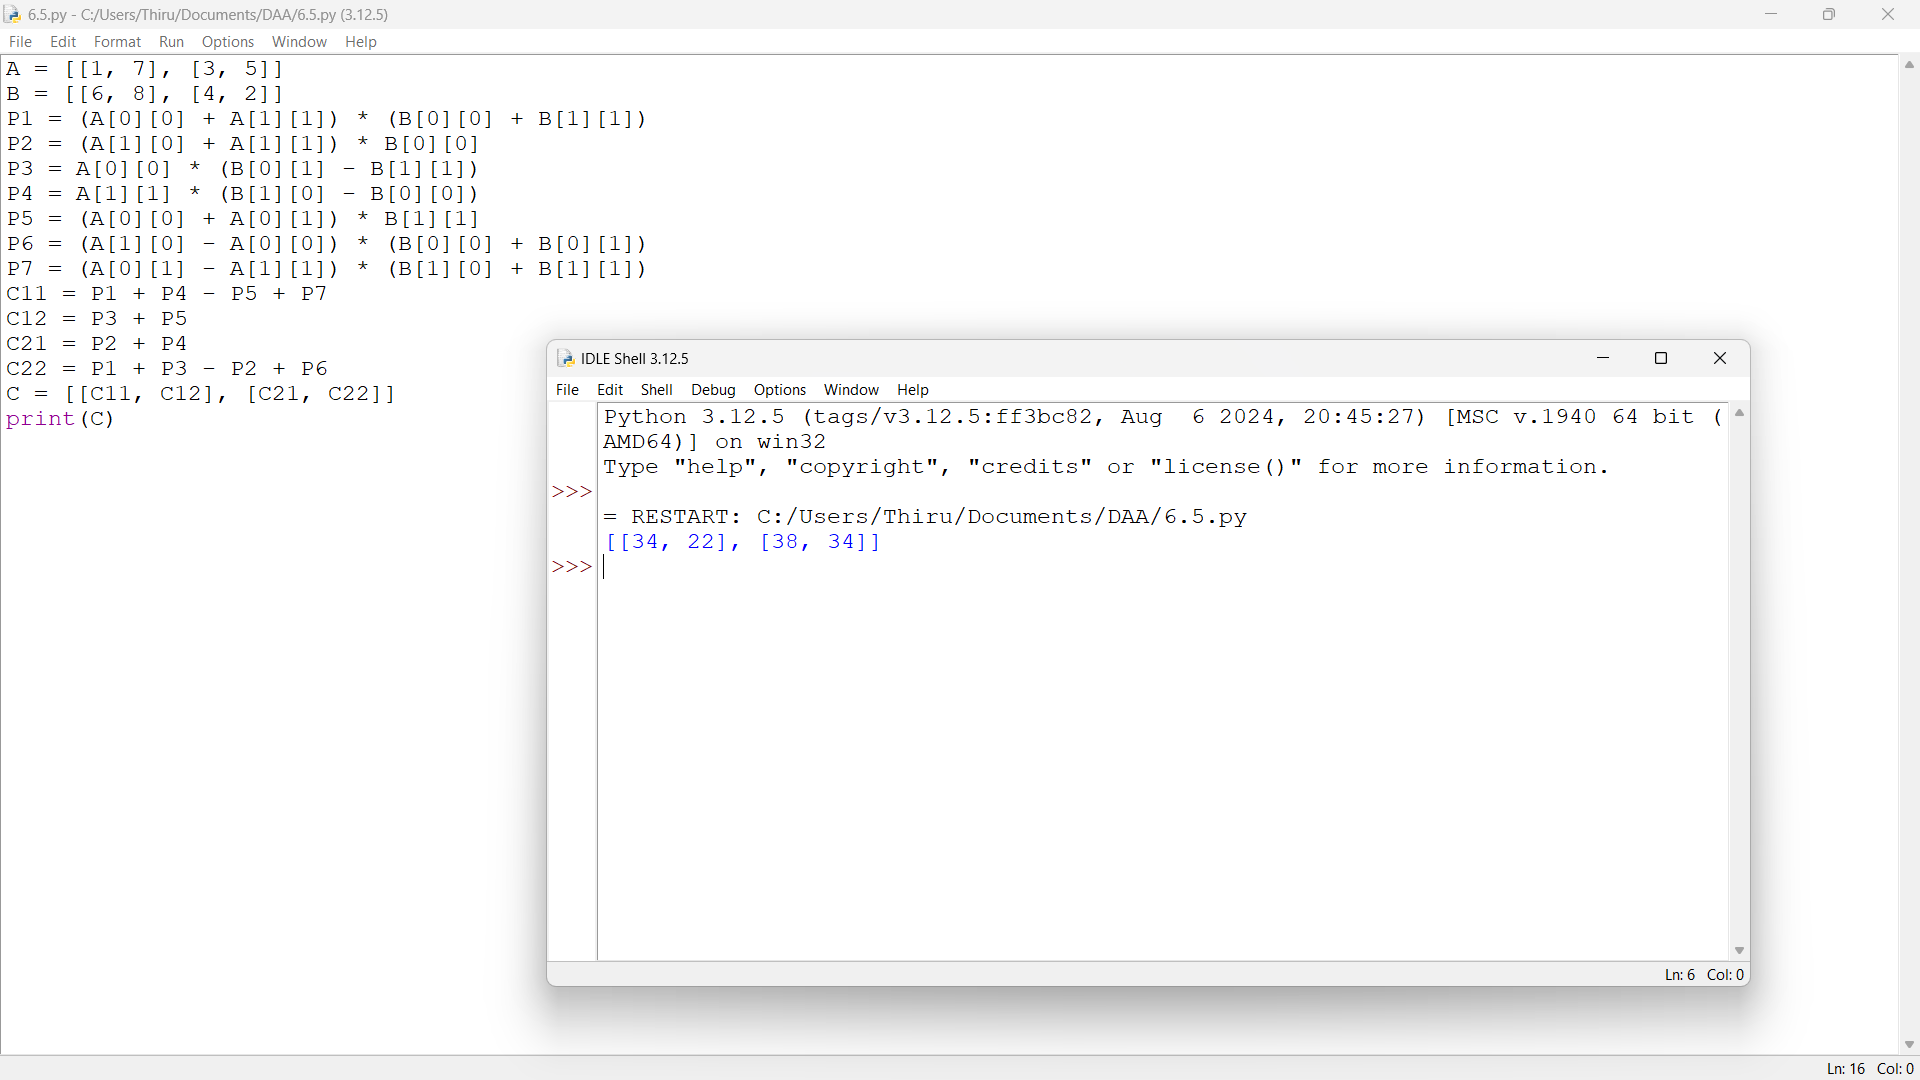 6.5.py - C:/Users/Thiru/Documents/DAA/6.5.py (3.12.5)
File Edit Format Run Options Window Help
A = [[1, 7], [3, 5]]
B = [[6, 8], [4, 2]]
P1 = (A[0][0] + A[1][1]) * (B[0][0] + B[1][1])
P2 = (A[1][0] + A[1][1]) * B[0][0]
P3 = A[0][0] * (B[0][1] - B[1][1])
P4 = A[1][1] * (B[1][0] - B[0][0])
P5 = (A[0][0] + A[0][1]) * B[1][1]
P6 = (A[1][0] - A[0][0]) * (B[0][0] + B[0][1])
P7 = (A[0][1] - A[1][1]) * (B[1][0] + B[1][1])
C11 = P1 + P4 - P5 + P7
C12 = P3 + P5
C21 = P2 + P4
C22 = P1 + P3 - P2 + P6
C = [[C11, C12], [C21, C22]]
print(C)
IDLE Shell 3.12.5
File Edit Shell Debug Options Window Help
Python 3.12.5 (tags/v3.12.5:ff3bc82, Aug  6 2024, 20:45:27) [MSC v.1940 64 bit (
AMD64)] on win32
Type "help", "copyright", "credits" or "license()" for more information.
>>>
= RESTART: C:/Users/Thiru/Documents/DAA/6.5.py
[[34, 22], [38, 34]]
>>>
Ln: 6 Col: 0
Ln: 16 Col: 0